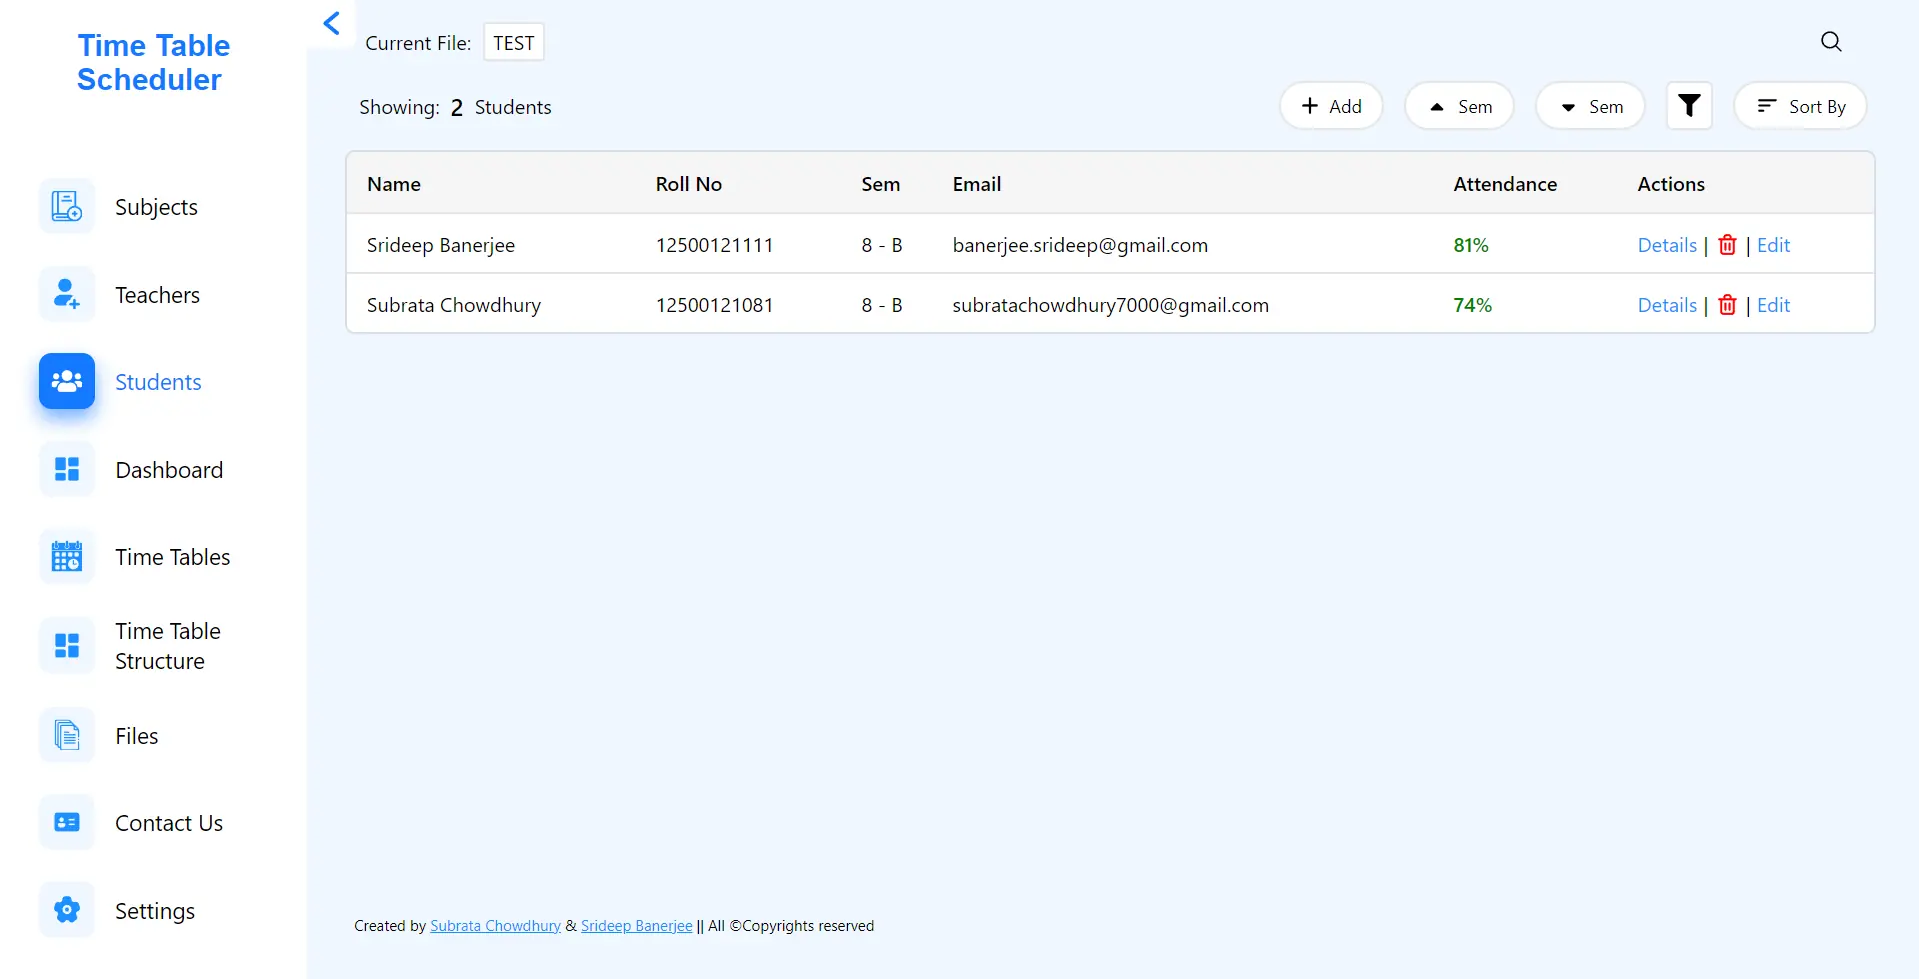 Time Table
Scheduler
Current File: TEST
Showing: 2 Students
Add Sem Sem Sort By
Name Roll No Sem Email Attendance Actions
Srideep Banerjee 12500121111 8 - B banerjee.srideep@gmail.com 81% Details | | Edit
Subrata Chowdhury 12500121081 8 - B subratachowdhury7000@gmail.com 74% Details | | Edit
Subjects
Teachers
Students
Dashboard
Time Tables
Time Table
Structure
Files
Contact Us
Settings
Created by Subrata Chowdhury & Srideep Banerjee || All ©Copyrights reserved